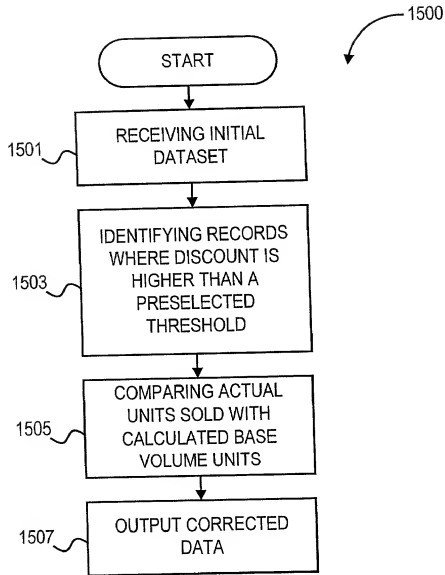 1500
START
1501
RECEIVING INITIAL
DATASET
IDENTIFYING RECORDS
WHERE DISCOUNT IS
1503
HIGHER THAN A
PRESELECTED
THRESHOLD
COMPARING ACTUAL
UNITS SOLD WITH
1505
CALCULATED BASE
VOLUME UNITS
OUTPUT CORRECTED
1507
DATA